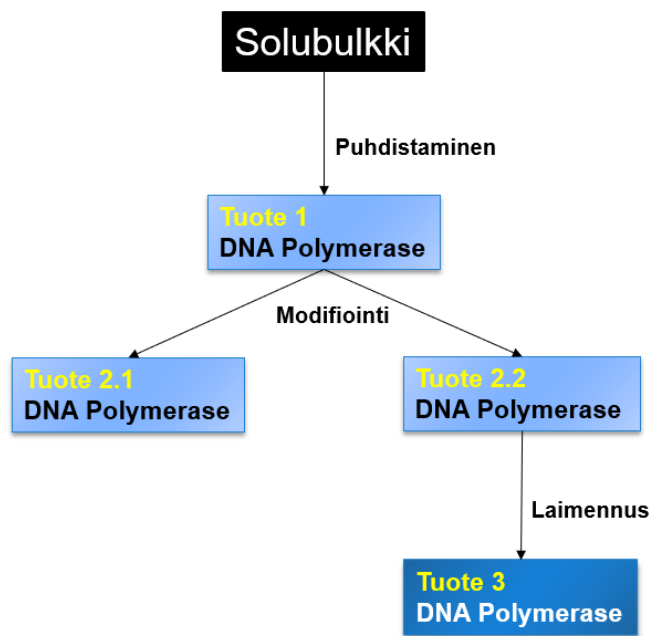 Solubulkki
Puhdistaminen
Tuote 1
DNA Polymerase
Modifiointi
Tuote 2.1
DNA Polymerase
Tuote 2.2
DNA Polymerase
Laimennus
Tuote 3
DNA Polymerase